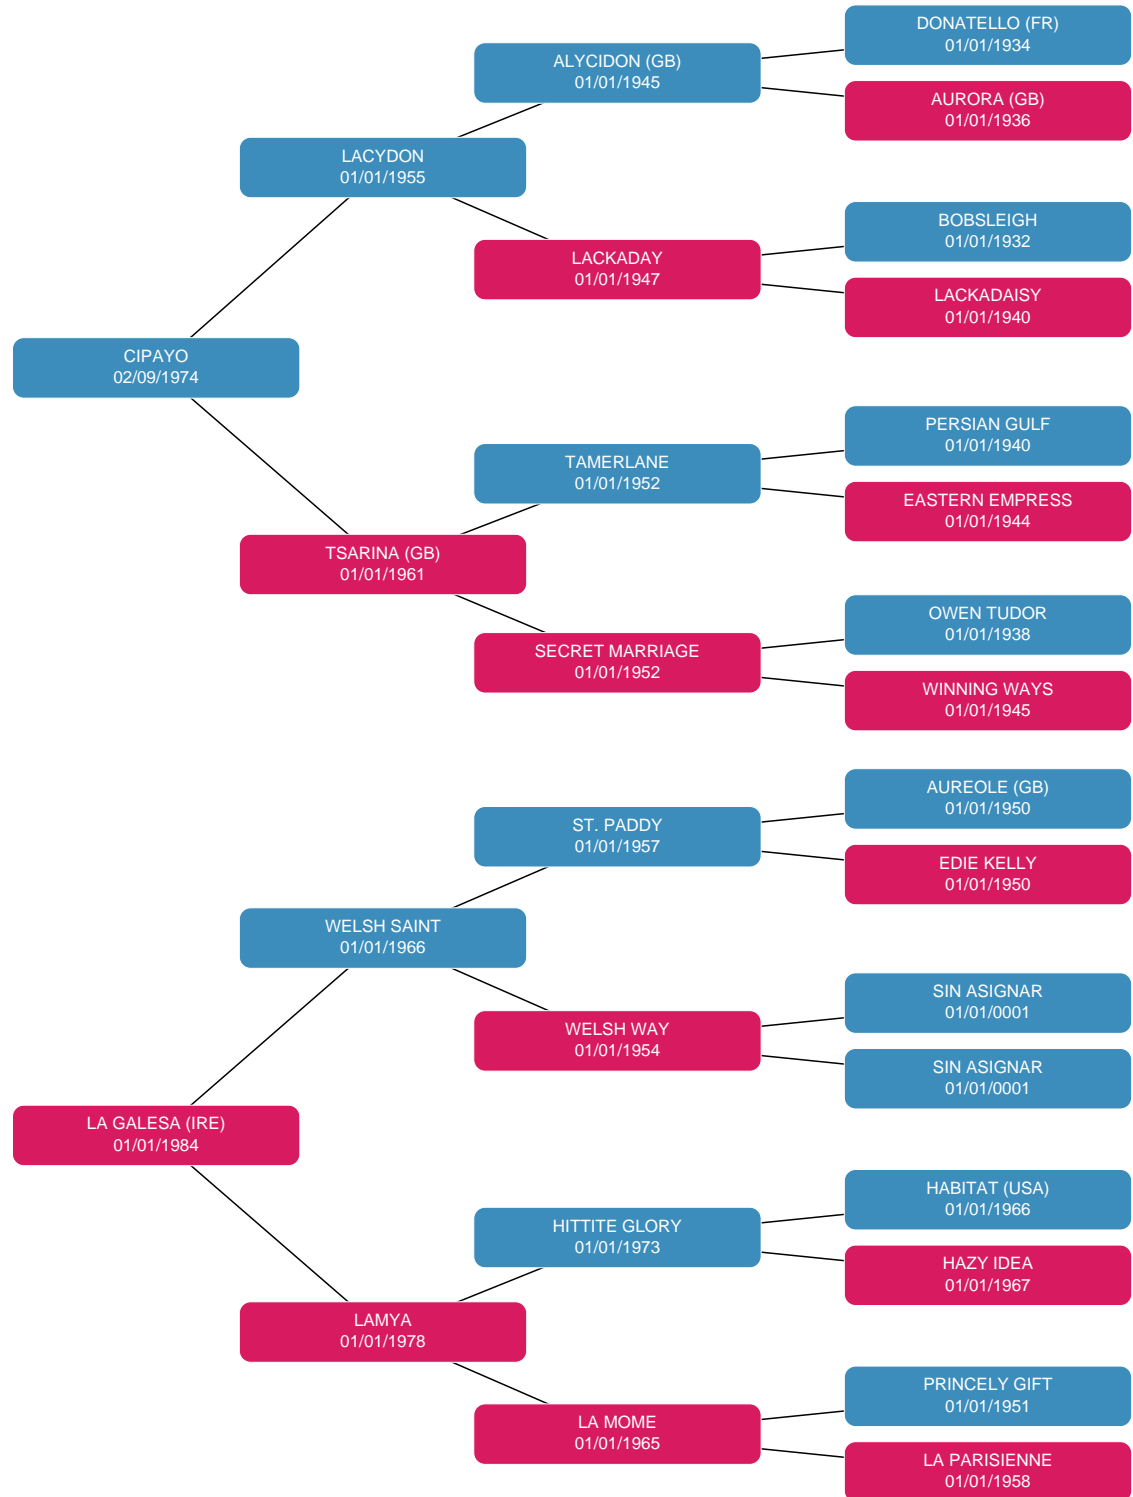 DONATELLO (FR)
01/01/1934
ALYCIDON (GB)
01/01/1945
AURORA (GB)
01/01/1936
LACYDON
01/01/1955
BOBSLEIGH
01/01/1932
LACKADAY
01/01/1947
LACKADAISY
01/01/1940
CIPAYO
02/09/1974
PERSIAN GULF
01/01/1940
TAMERLANE
01/01/1952
EASTERN EMPRESS
01/01/1944
TSARINA (GB)
01/01/1961
OWEN TUDOR
01/01/1938
SECRET MARRIAGE
01/01/1952
WINNING WAYS
01/01/1945
AUREOLE (GB)
01/01/1950
ST. PADDY
01/01/1957
EDIE KELLY
01/01/1950
WELSH SAINT
01/01/1966
SIN ASIGNAR
01/01/0001
WELSH WAY
01/01/1954
SIN ASIGNAR
01/01/0001
LA GALESA (IRE)
01/01/1984
HABITAT (USA)
01/01/1966
HITTITE GLORY
01/01/1973
HAZY IDEA
01/01/1967
LAMYA
01/01/1978
PRINCELY GIFT
01/01/1951
LA MOME
01/01/1965
LA PARISIENNE
01/01/1958